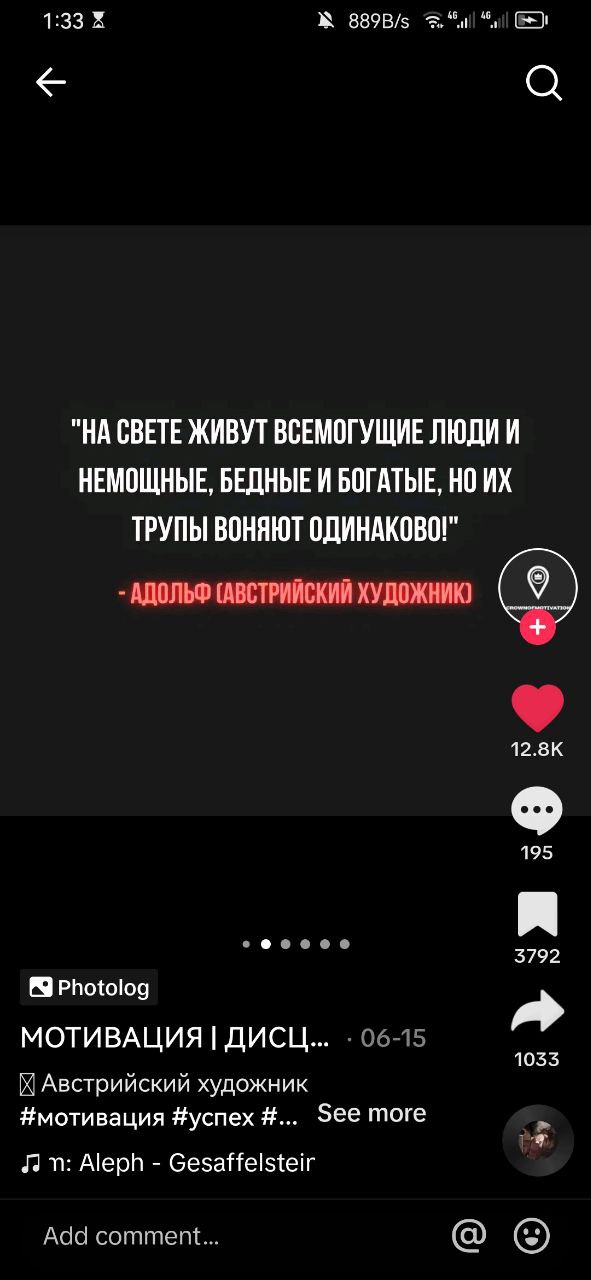 1:33
889B/s
4G
4G
"НА СВЕТЕ ЖИВУТ ВСЕМОГУЩИЕ ЛЮДИ И
НЕМОЩНЫЕ, БЕДНЫЕ И БОГАТЫЕ, НО ИХ
ТРУПЫ ВОНЯЮТ ОДИНАКОВО!"
- АДОЛЬФ (АВСТРИЙСКИЙ ХУДОЖНИК)
CROWNOFMOTIVATION
12.8K
195
3792
1033
Photolog
МОТИВАЦИЯ | ДИСЦ... · 06-15
Австрийский художник
#мотивация #успех #... See more
m: Aleph - Gesaffelstein
Add comment...